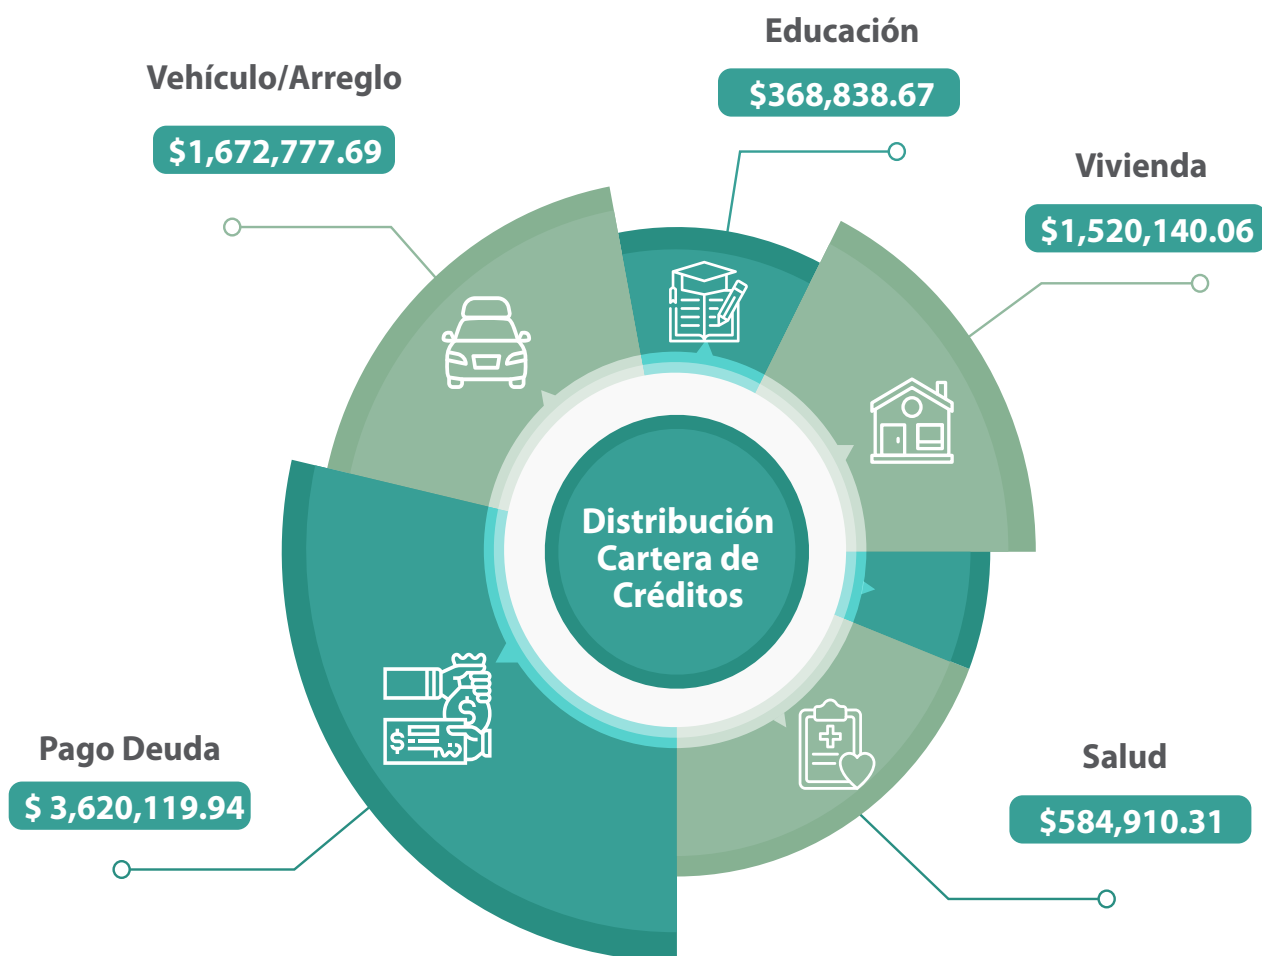 Educación
$368,838.67
Vehículo/Arreglo
$1,672,777.69
Vivienda
$1,520,140.06
Distribución
Cartera de
Créditos
Pago Deuda
$ 3,620,119.94
Salud
$584,910.31
$
$